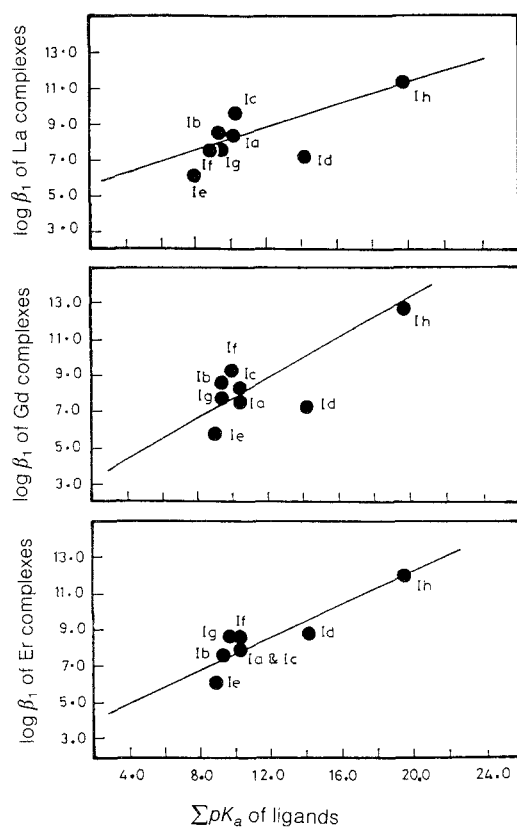 log β₁ of La complexes
13.0
11.0
9.0
7.0
5.0
3.0
Ic
Ib
Ia
If
Ig
Ie
Id
Ih
log β₁ of Gd complexes
13.0
11.0
9.0
7.0
5.0
3.0
If
Ib
Ic
Ig
Ia
Ie
Id
Ih
log β₁ of Er complexes
13.0
11.0
9.0
7.0
5.0
3.0
Ig
If
Ib
Ia & Ic
Ie
Id
Ih
4.0 8.0 12.0 16.0 20.0 24.0
∑pKₐ of ligands